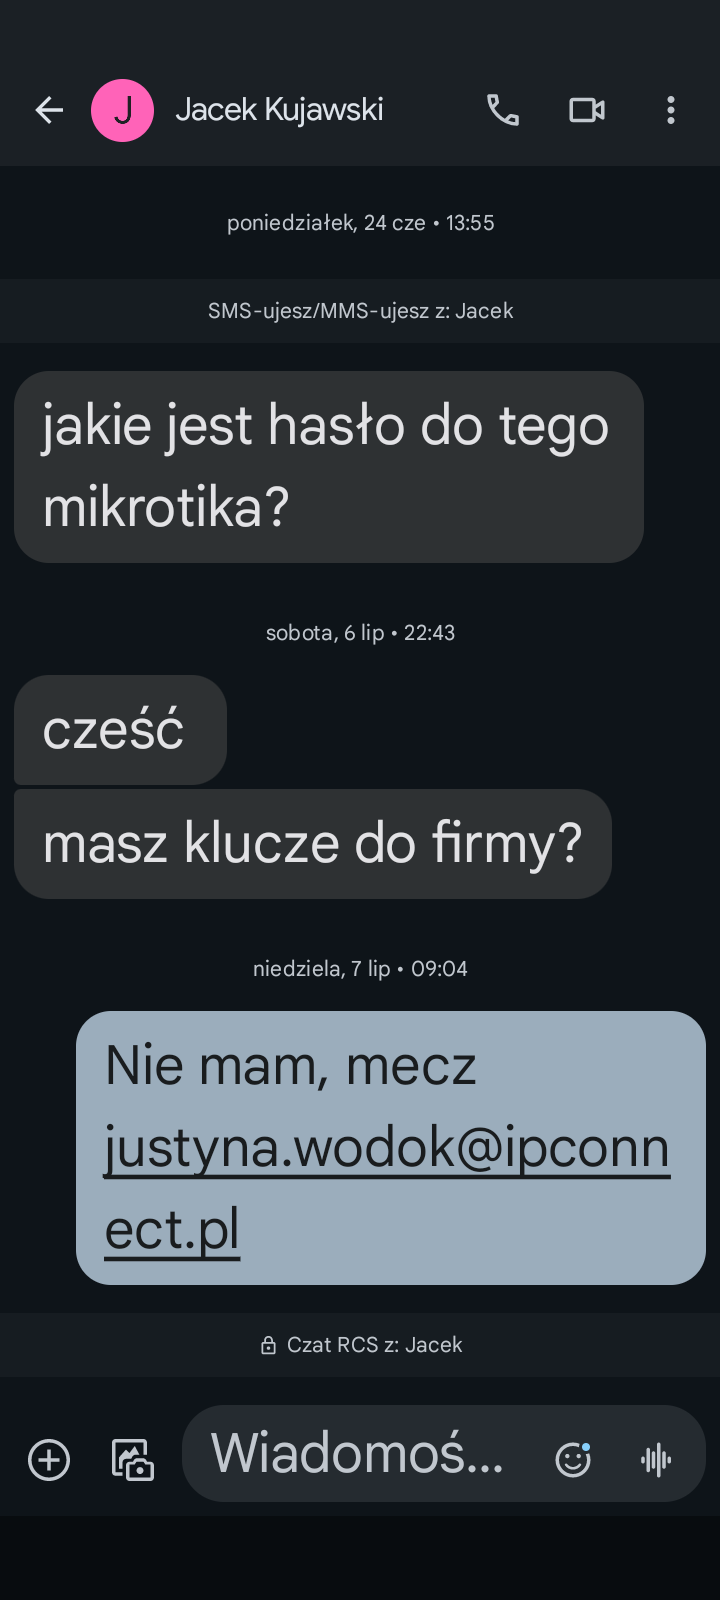 J Jacek Kujawski
poniedziałek, 24 cze • 13:55
SMS-ujesz/MMS-ujesz z: Jacek
jakie jest hasło do tego
mikrotika?
sobota, 6 lip • 22:43
cześć
masz klucze do firmy?
niedziela, 7 lip • 09:04
Nie mam, mecz
justyna.wodok@ipconn
ect.pl
Czat RCS z: Jacek
Wiadomoś...